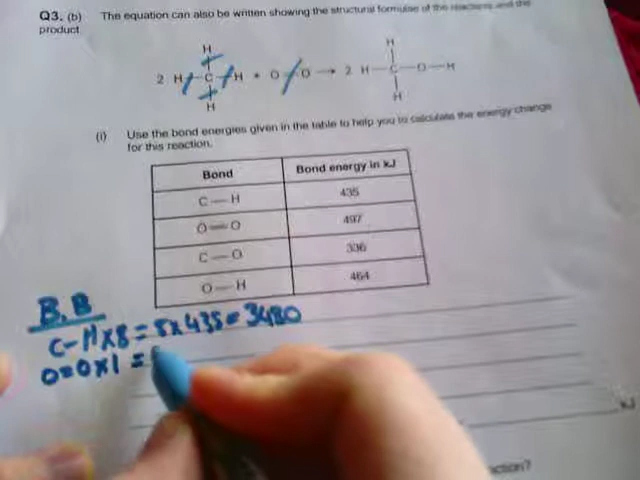 Q3. (b) The equation can also be written showing the structural formulae of the reactants and the
product.
H H
2 H C H + O O → 2 H C O H
H H
(i) Use the bond energies given in the table to help you to calculate the energy change
for this reaction.
Bond Bond energy in kJ
C — H 435
O — O 497
C — O 336
O — H 464
B.B
C-H x 8 = 8 x 435 = 3480
O=O x 1 =
kJ